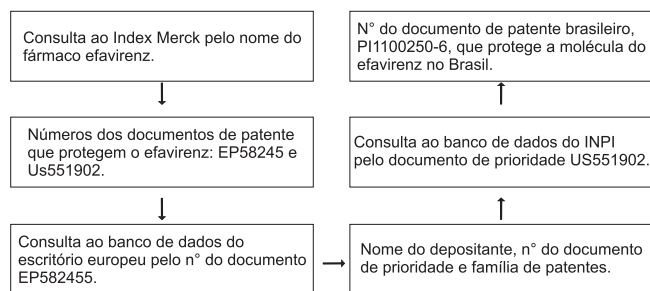 Consulta ao Index Merck pelo nome do
fármaco efavirenz.
Números dos documentos de patente
que protegem o efavirenz: EP58245 e
Us551902.
Consulta ao banco de dados do
escritório europeu pelo n° do documento
EP582455.
Nome do depositante, n° do documento
de prioridade e família de patentes.
Consulta ao banco de dados do INPI
pelo documento de prioridade US551902.
N° do documento de patente brasileiro,
PI1100250-6, que protege a molécula do
efavirenz no Brasil.